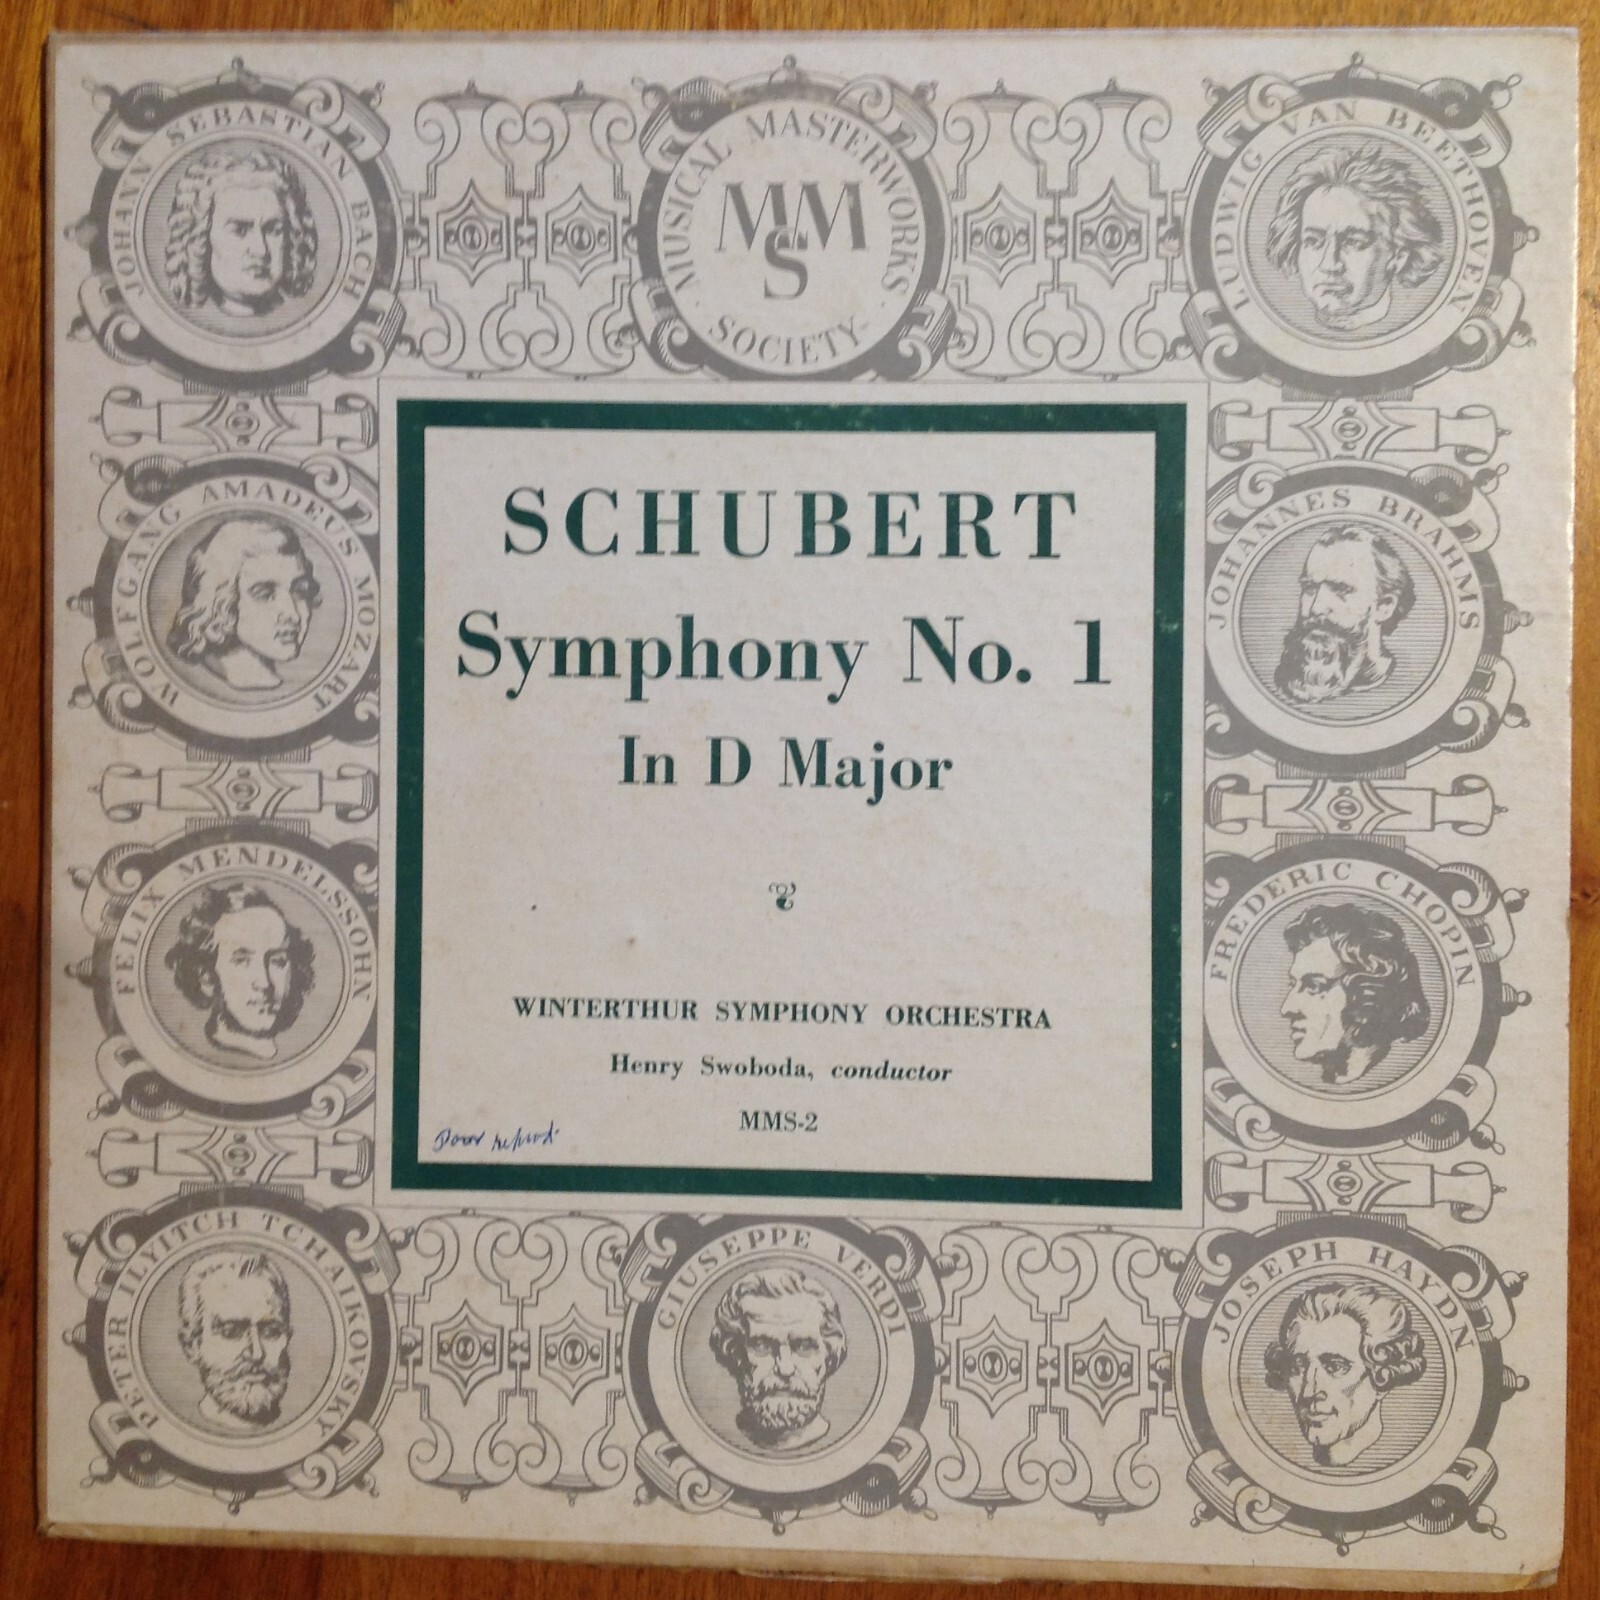 JOHANN SEBASTIAN BACH
MUSICAL MASTERWORKS
MMS
· SOCIETY ·
LUDWIG VAN BEETHOVEN
WOLFGANG AMADEUS MOZART
JOHANNES BRAHMS
SCHUBERT
Symphony No. 1
In D Major
FELIX MENDELSSOHN
FREDERIC CHOPIN
WINTERTHUR SYMPHONY ORCHESTRA
Henry Swoboda, conductor
MMS-2
PETER ILYITCH TCHAIKOVSKY
GIUSEPPE VERDI
JOSEPH HAYDN